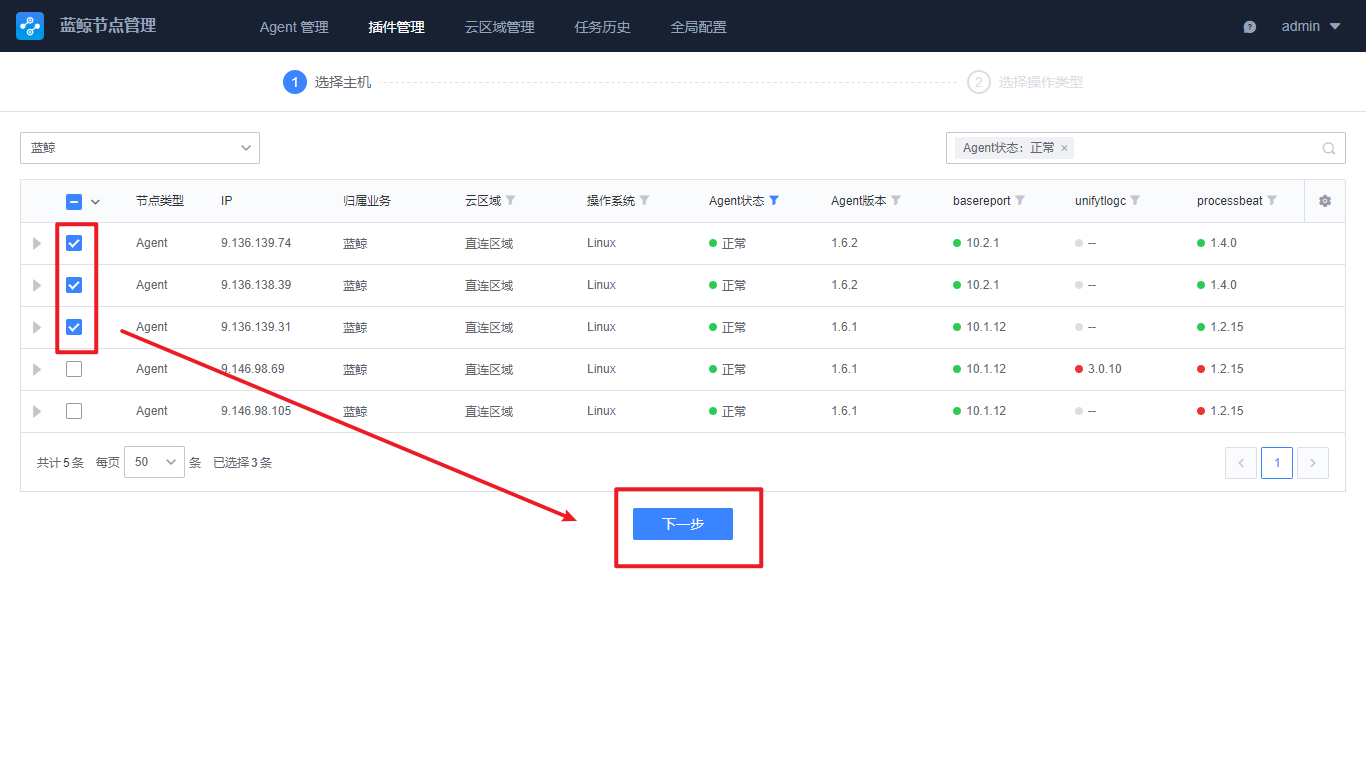 蓝鲸节点管理 Agent 管理 插件管理 云区域管理 任务历史 全局配置 admin
1 选择主机 2 选择操作类型
蓝鲸 Agent状态: 正常 ×
节点类型 IP 归属业务 云区域 操作系统 Agent状态 Agent版本 basereport unifytlogc processbeat
Agent 9.136.139.74 蓝鲸 直连区域 Linux 正常 1.6.2 10.2.1 -- 1.4.0
Agent 9.136.138.39 蓝鲸 直连区域 Linux 正常 1.6.2 10.2.1 -- 1.4.0
Agent 9.136.139.31 蓝鲸 直连区域 Linux 正常 1.6.1 10.1.12 -- 1.2.15
Agent 9.146.98.69 蓝鲸 直连区域 Linux 正常 1.6.1 10.1.12 3.0.10 1.2.15
Agent 9.146.98.105 蓝鲸 直连区域 Linux 正常 1.6.1 10.1.12 -- 1.2.15
共计 5 条 每页 50 条 已选择 3 条 1
下一步